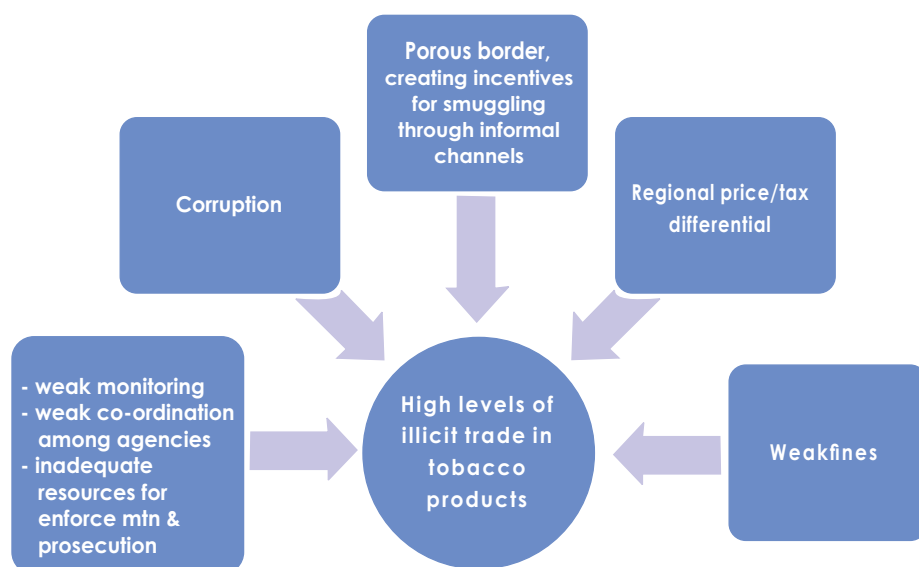 Porous border,
creating incentives
for smuggling
through informal
channels
Corruption
Regional price/tax
differential
- weak monitoring
- weak co-ordination
among agencies
- inadequate
resources for
enforce mtn &
prosecution
High levels of
illicit trade in
tobacco
products
Weakfines